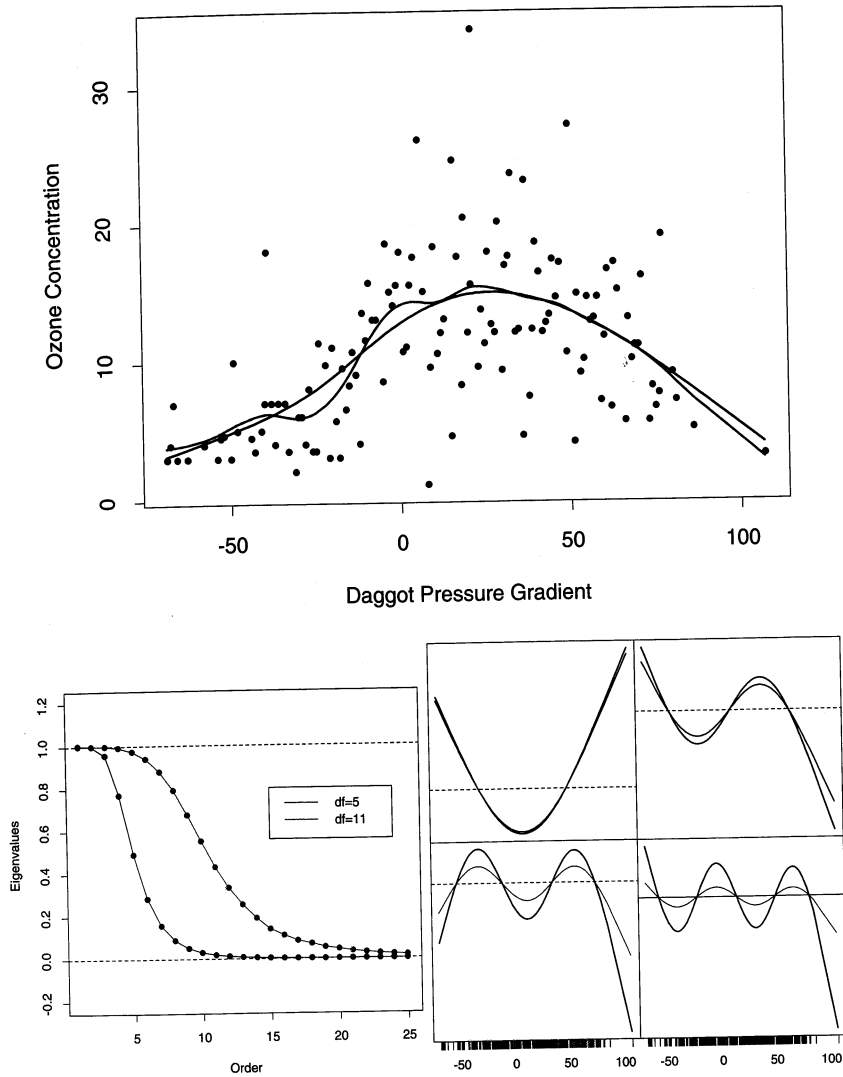 30
20
10
0
Ozone Concentration
-50 0 50 100
Daggot Pressure Gradient
1.2
1.0
0.8
0.6
0.4
0.2
0.0
-0.2
Eigenvalues
df=5
df=11
5 10 15 20 25
Order
-50 0 50 100
-50 0 50 100